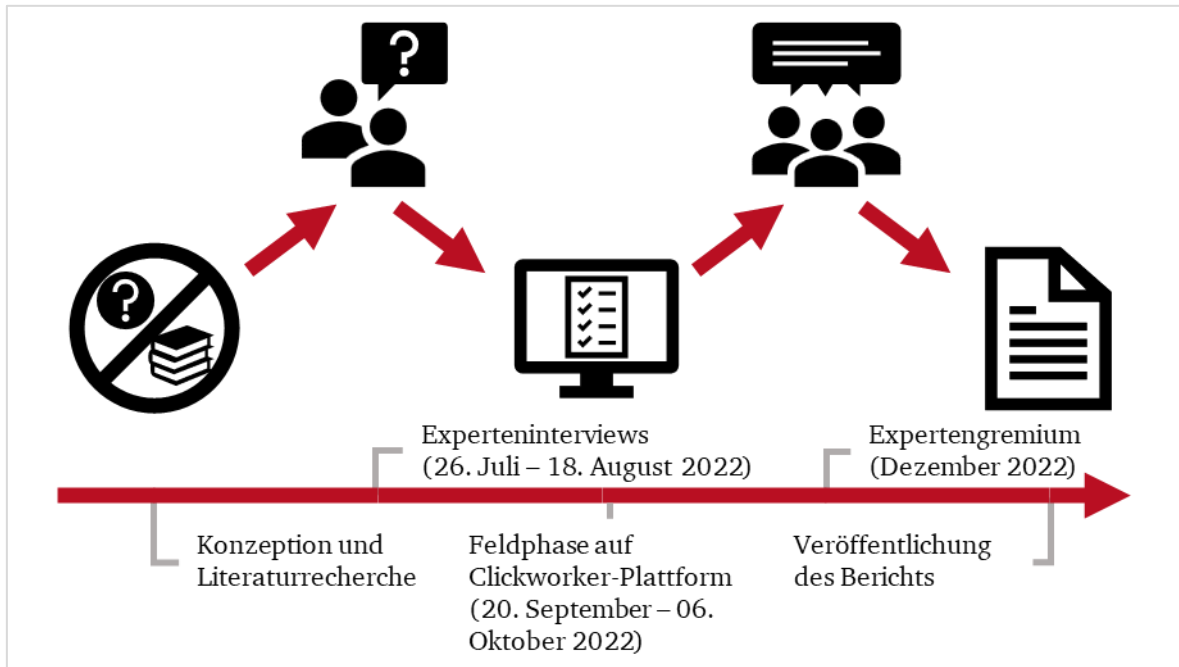 ?
?
Experteninterviews
(26. Juli – 18. August 2022)
Expertengremium
(Dezember 2022)
Konzeption und
Literaturrecherche
Feldphase auf
Clickworker-Plattform
(20. September – 06.
Oktober 2022)
Veröffentlichung
des Berichts